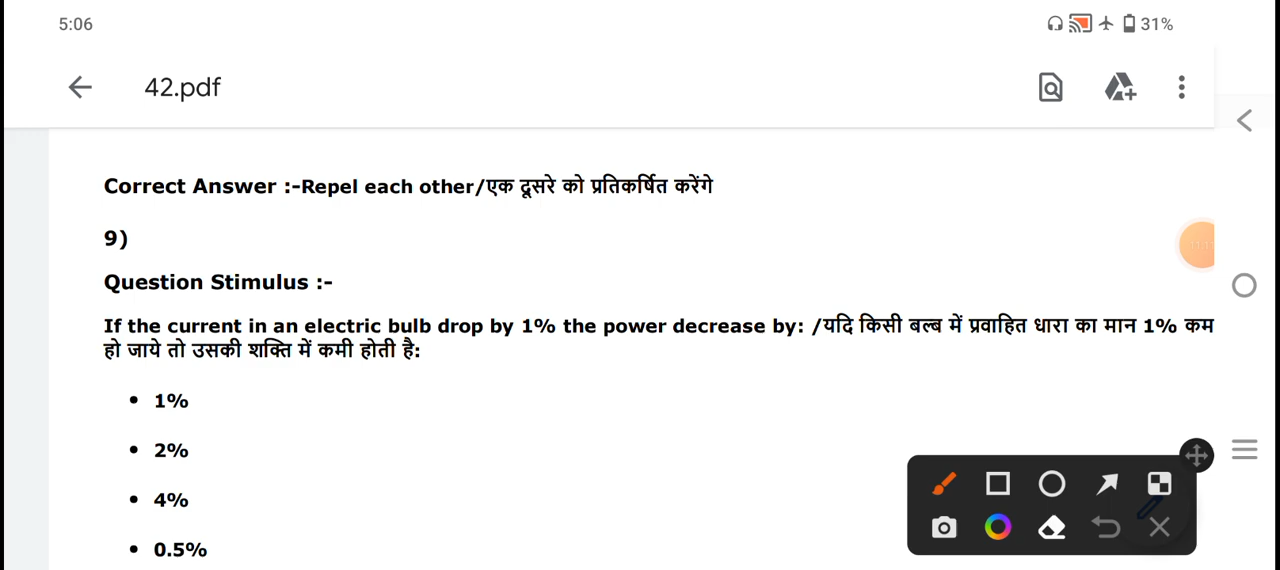 5:06
31%
42.pdf
Correct Answer :-Repel each other/एक दूसरे को प्रतिकर्षित करेंगे
9)
Question Stimulus :-
If the current in an electric bulb drop by 1% the power decrease by: /यदि किसी बल्ब में प्रवाहित धारा का मान 1% कम
हो जाये तो उसकी शक्ति में कमी होती है:
• 1%
• 2%
• 4%
• 0.5%